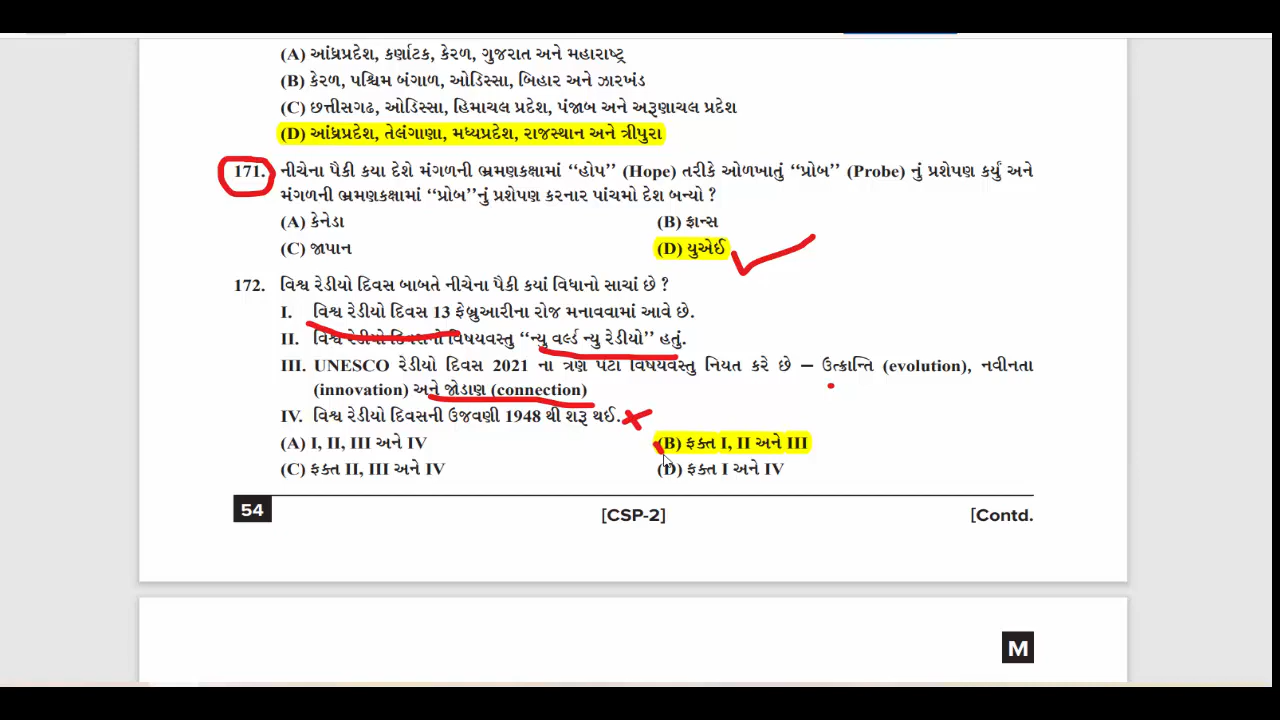 (A) આંધ્રપ્રદેશ, કર્ણાટક, કેરળ, ગુજરાત અને મહારાષ્ટ્ર
(B) કેરળ, પશ્ચિમ બંગાળ, ઓડિસ્સા, બિહાર અને ઝારખંડ
(C) છત્તીસગઢ, ઓડિસ્સા, હિમાચલ પ્રદેશ, પંજાબ અને અરૂણાચલ પ્રદેશ
(D) આંધ્રપ્રદેશ, તેલંગાણા, મધ્યપ્રદેશ, રાજસ્થાન અને ત્રીપુરા
171. નીચેના પૈકી કયા દેશે મંગળની ભ્રમણકક્ષામાં “હોપ” (Hope) તરીકે ઓળખાતું “પ્રોબ” (Probe) નું પ્રશેપણ કર્યું અને
મંગળની ભ્રમણકક્ષામાં “પ્રોબ”નું પ્રશેપણ કરનાર પાંચમો દેશ બન્યો ?
(A) કેનેડા (B) ફ્રાન્સ
(C) જાપાન (D) યુએઈ
172. વિશ્વ રેડીયો દિવસ બાબતે નીચેના પૈકી કયાં વિધાનો સાચાં છે ?
I. વિશ્વ રેડીયો દિવસ 13 ફેબ્રુઆરીના રોજ મનાવવામાં આવે છે.
II. વિશ્વ રેડીયો દિવસનો વિષયવસ્તુ “ન્યુ વર્લ્ડ ન્યુ રેડીયો” હતું.
III. UNESCO રેડીયો દિવસ 2021 ના ત્રણ પેટા વિષયવસ્તુ નિયત કરે છે – ઉત્ક્રાન્તિ (evolution), નવીનતા
(innovation) અને જોડાણ (connection)
IV. વિશ્વ રેડીયો દિવસની ઉજવણી 1948 થી શરૂ થઈ.
(A) I, II, III અને IV (B) ફક્ત I, II અને III
(C) ફક્ત II, III અને IV (D) ફક્ત I અને IV
54 [CSP-2] [Contd.
M